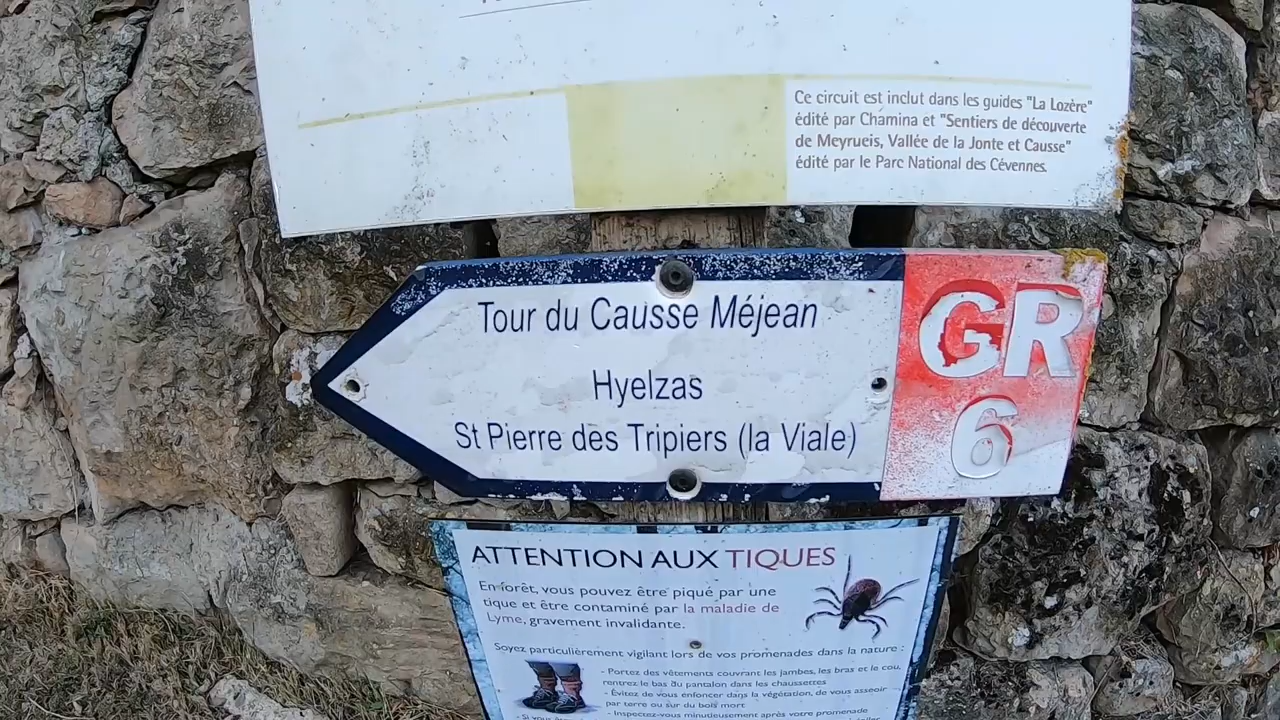 Ce circuit est inclut dans les guides "La Lozère"
édité par Chamina et "Sentiers de découverte
de Meyrueis, Vallée de la Jonte et Causse"
édité par le Parc National des Cévennes.
Tour du Causse Méjean
Hyelzas
St Pierre des Tripiers (la Viale)
GR
6
ATTENTION AUX TIQUES
En forêt, vous pouvez être piqué par une
tique et être contaminé par la maladie de
Lyme, gravement invalidante.
Soyez particulièrement vigilant lors de vos promenades dans la nature :
- Portez des vêtements couvrant les jambes, les bras et le cou,
rentrez le bas du pantalon dans les chaussettes
- Évitez de vous enfoncer dans la végétation, de vous asseoir
par terre ou sur du bois mort
- Inspectez-vous minutieusement après votre promenade